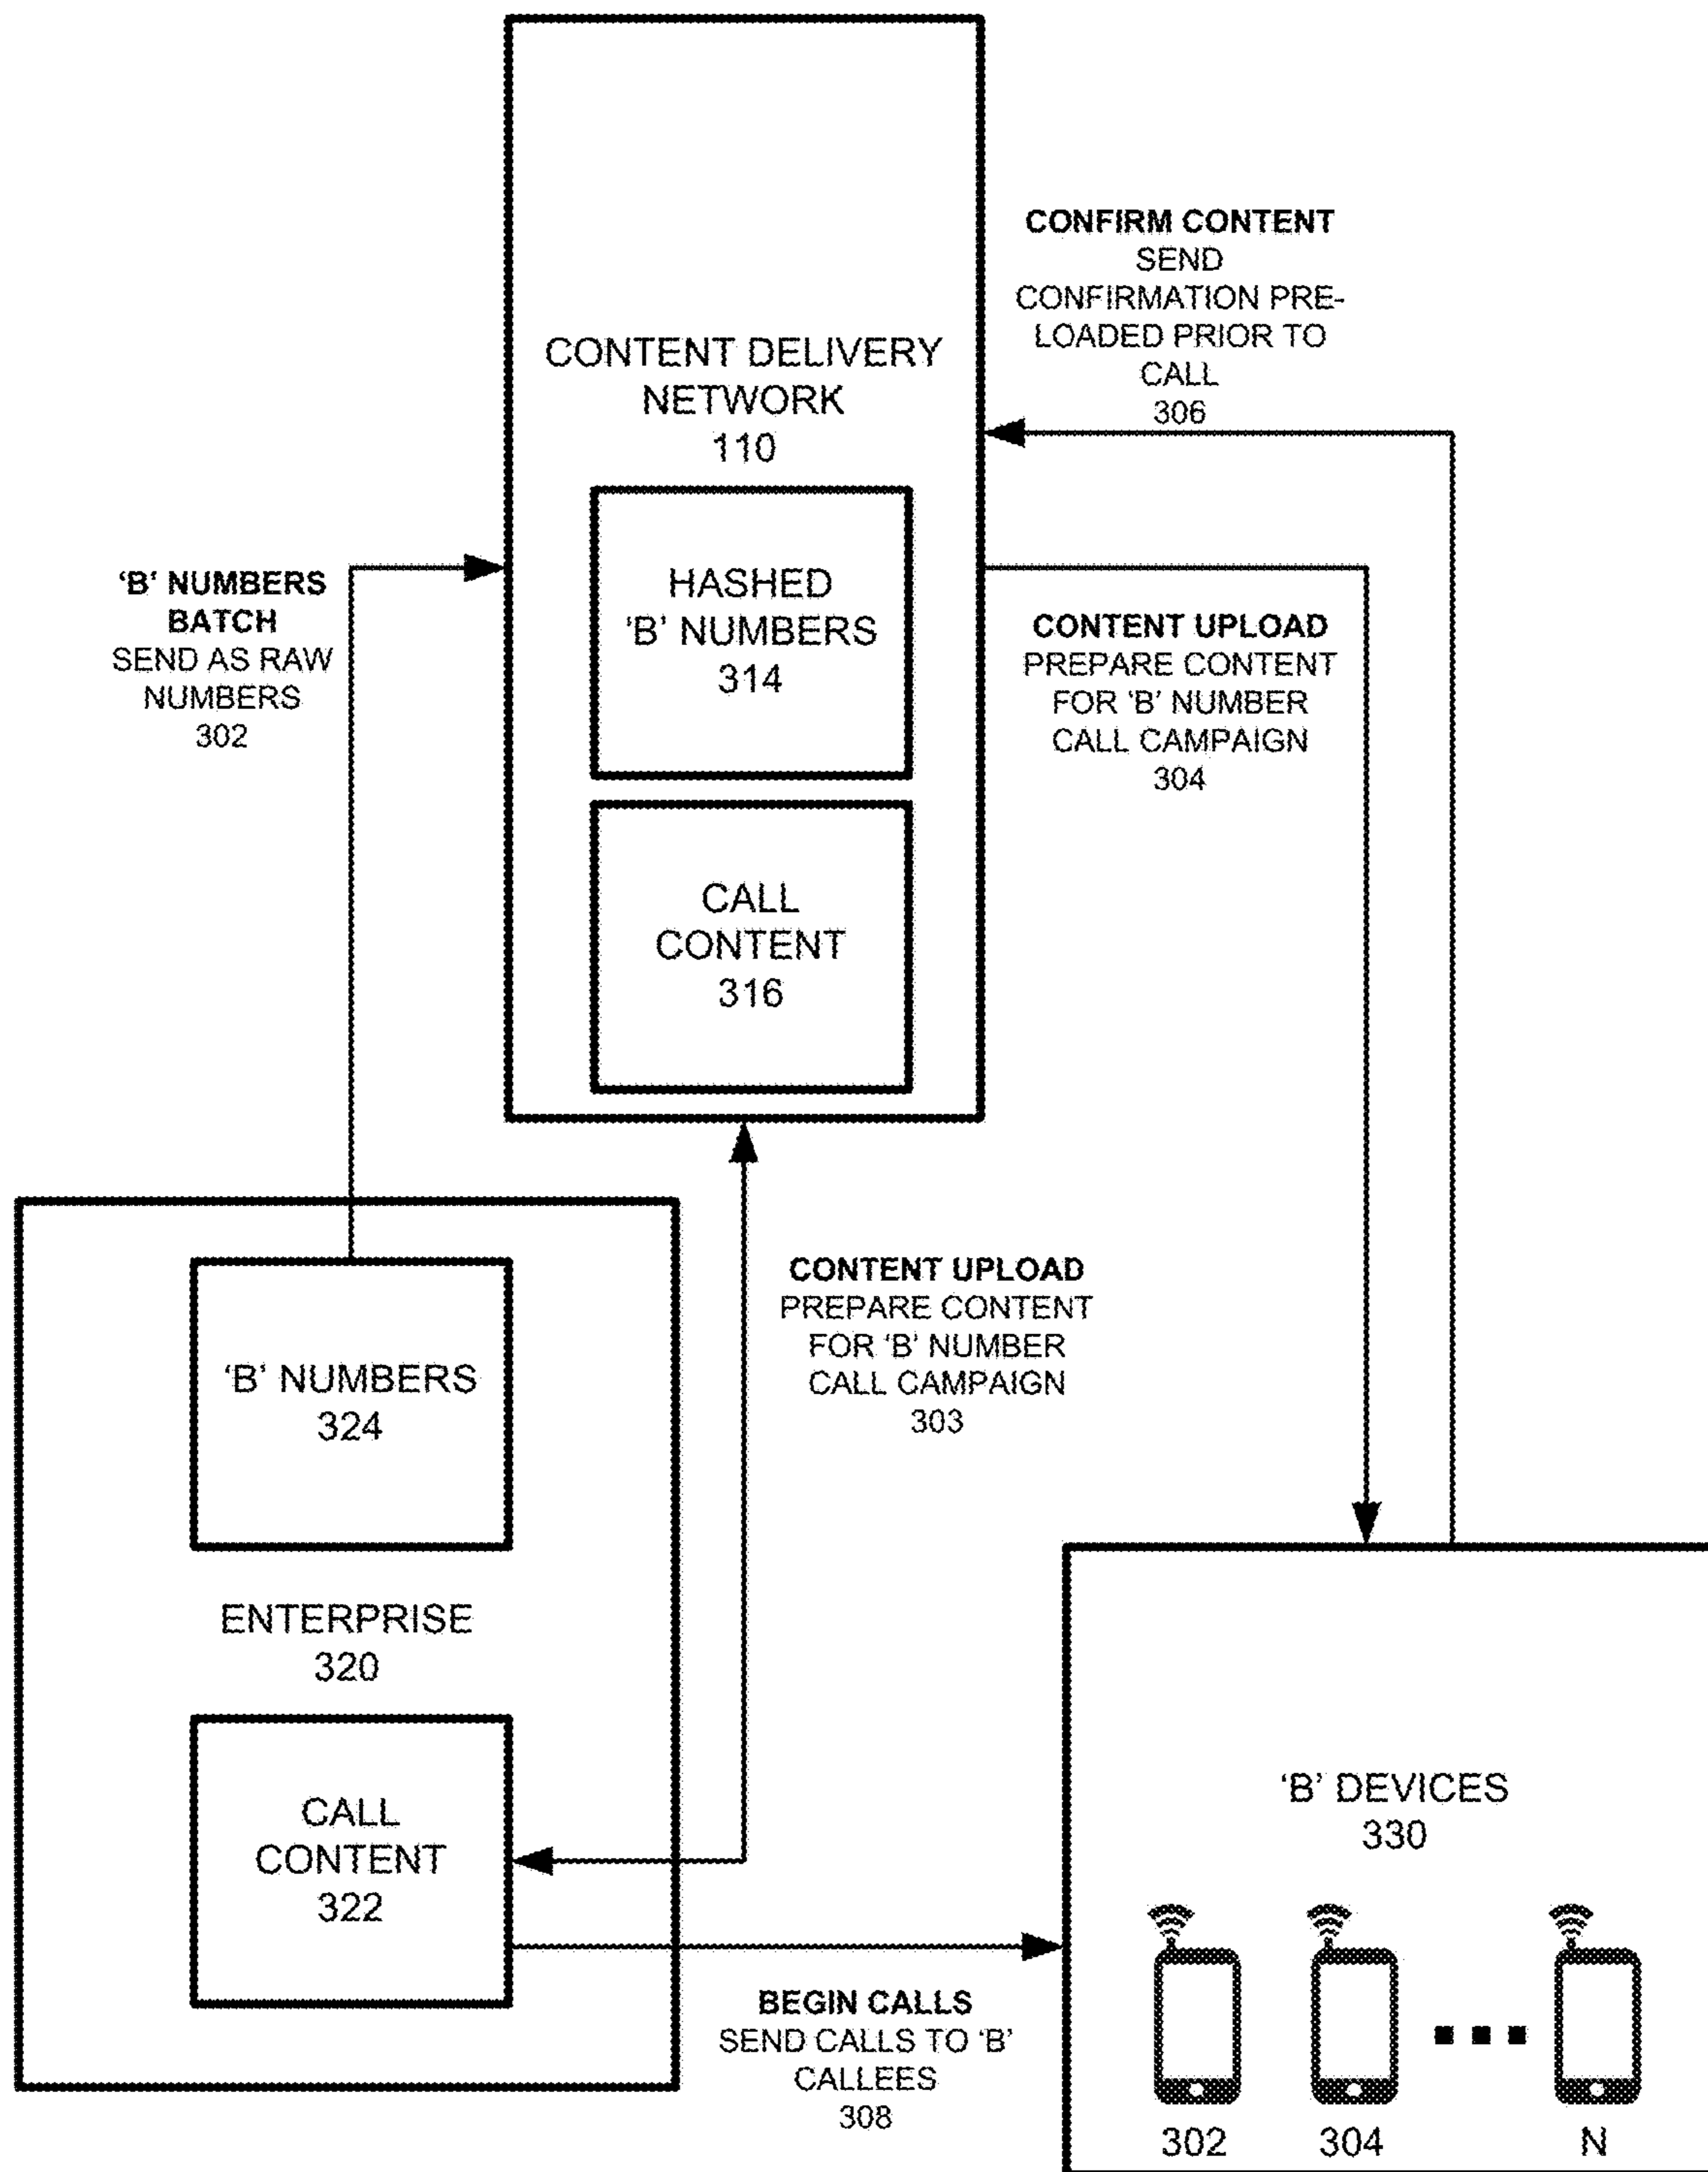 CONFIRM CONTENT
SEND
CONFIRMATION PRE-
LOADED PRIOR TO
CALL
306
CONTENT DELIVERY
NETWORK
110
HASHED
'B' NUMBERS
314
CALL
CONTENT
316
'B' NUMBERS
BATCH
SEND AS RAW
NUMBERS
302
CONTENT UPLOAD
PREPARE CONTENT
FOR 'B' NUMBER
CALL CAMPAIGN
304
CONTENT UPLOAD
PREPARE CONTENT
FOR 'B' NUMBER
CALL CAMPAIGN
303
'B' NUMBERS
324
ENTERPRISE
320
CALL
CONTENT
322
BEGIN CALLS
SEND CALLS TO 'B'
CALLEES
308
'B' DEVICES
330
302 304 N